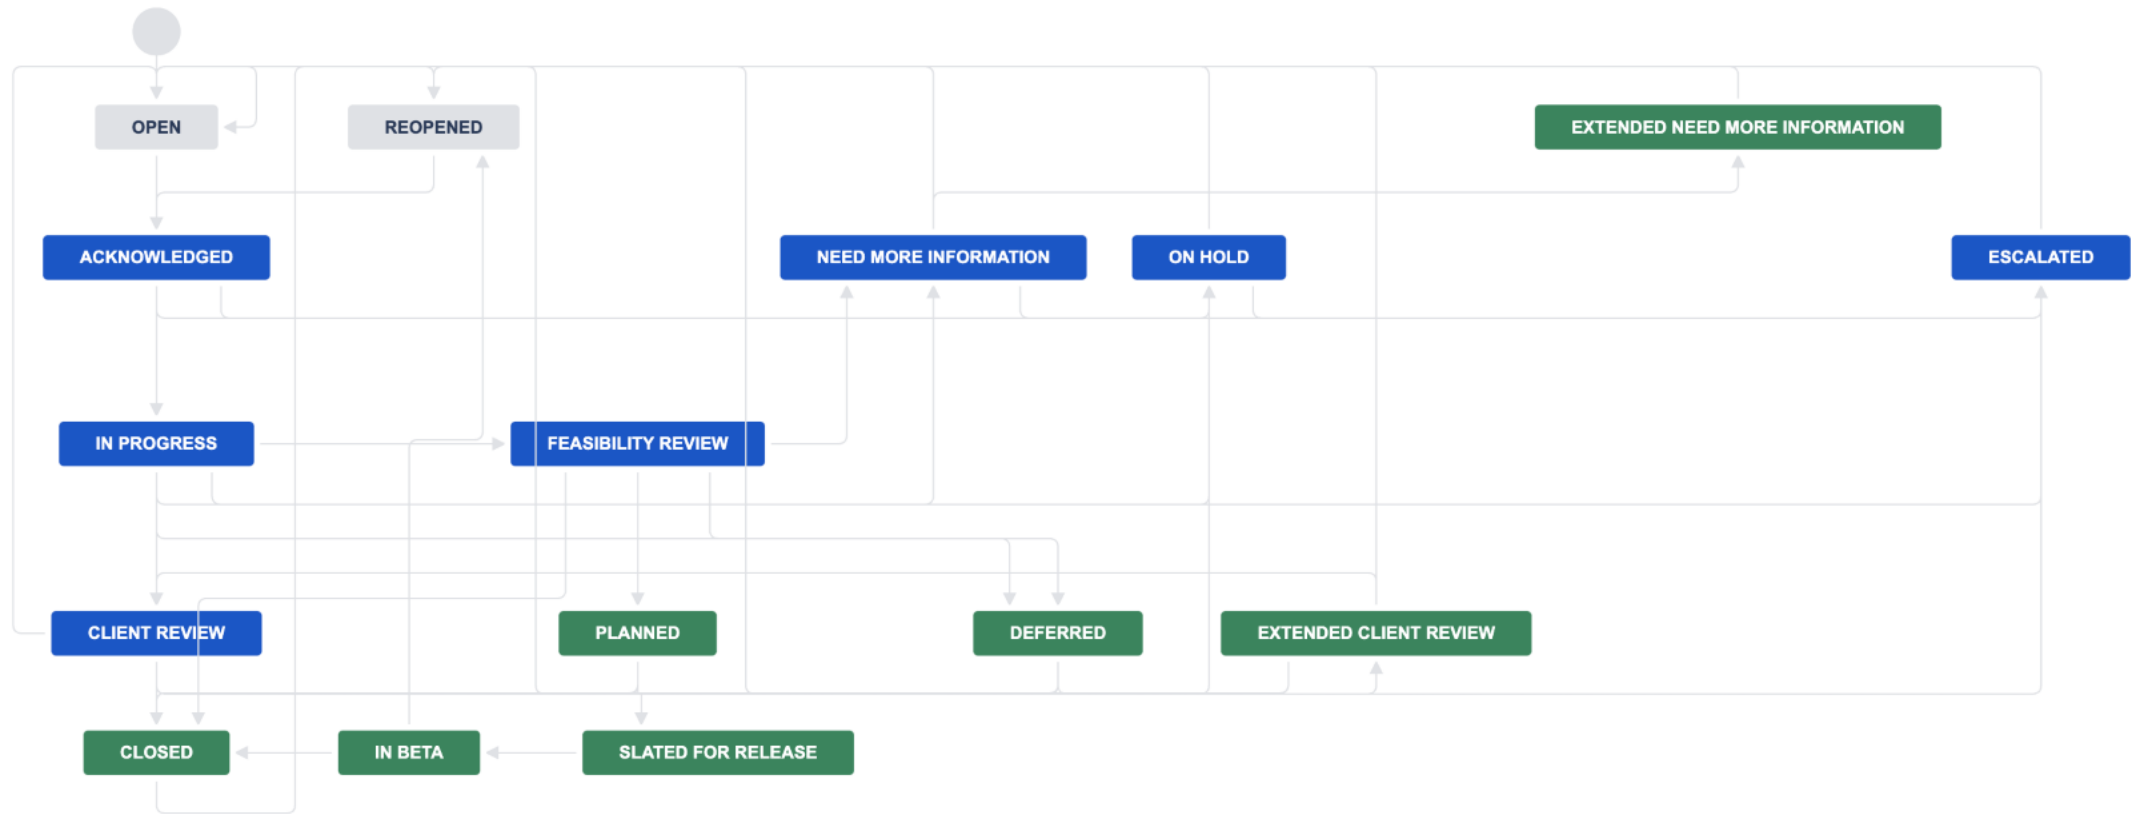 OPEN
REOPENED
EXTENDED NEED MORE INFORMATION
ACKNOWLEDGED
NEED MORE INFORMATION
ON HOLD
ESCALATED
IN PROGRESS
FEASIBILITY REVIEW
CLIENT REVIEW
PLANNED
DEFERRED
EXTENDED CLIENT REVIEW
CLOSED
IN BETA
SLATED FOR RELEASE